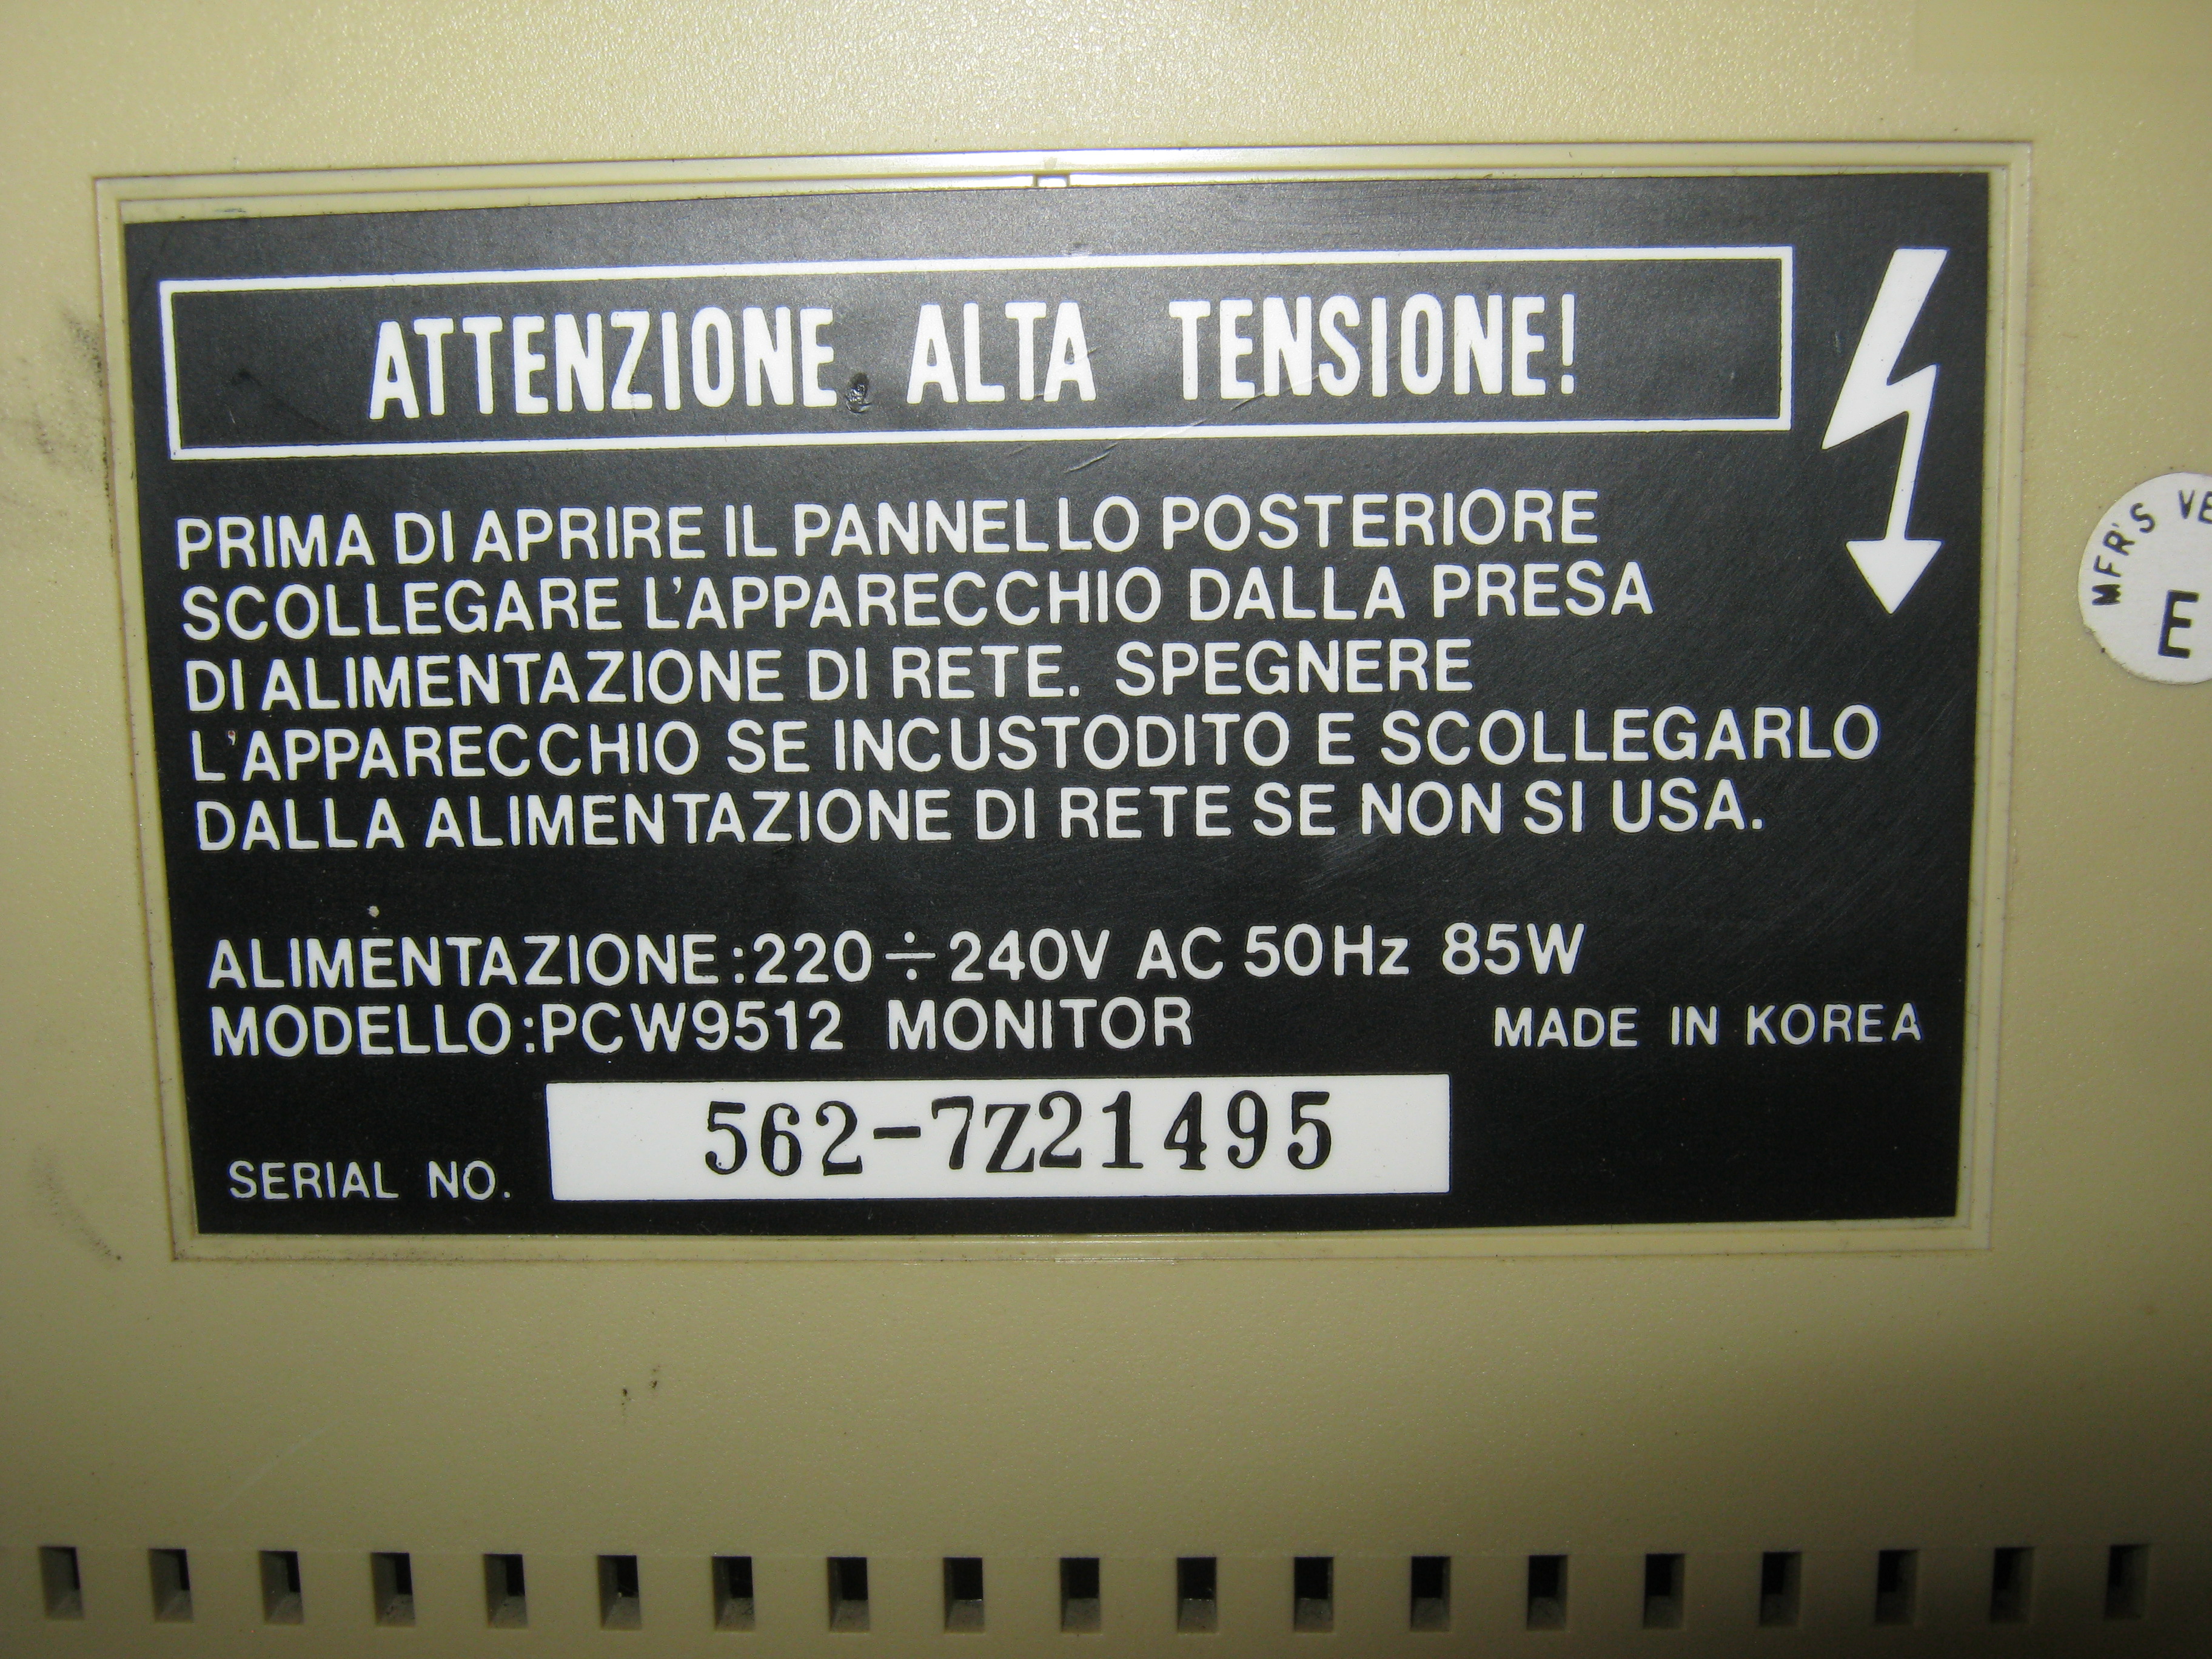 ATTENZIONE ALTA TENSIONE!
PRIMA DI APRIRE IL PANNELLO POSTERIORE
SCOLLEGARE L'APPARECCHIO DALLA PRESA
DI ALIMENTAZIONE DI RETE. SPEGNERE
L'APPARECCHIO SE INCUSTODITO E SCOLLEGARLO
DALLA ALIMENTAZIONE DI RETE SE NON SI USA.
ALIMENTAZIONE:220÷240V AC 50Hz 85W
MODELLO:PCW9512 MONITOR
MADE IN KOREA
SERIAL NO. 562-7Z21495
MFR'S
E